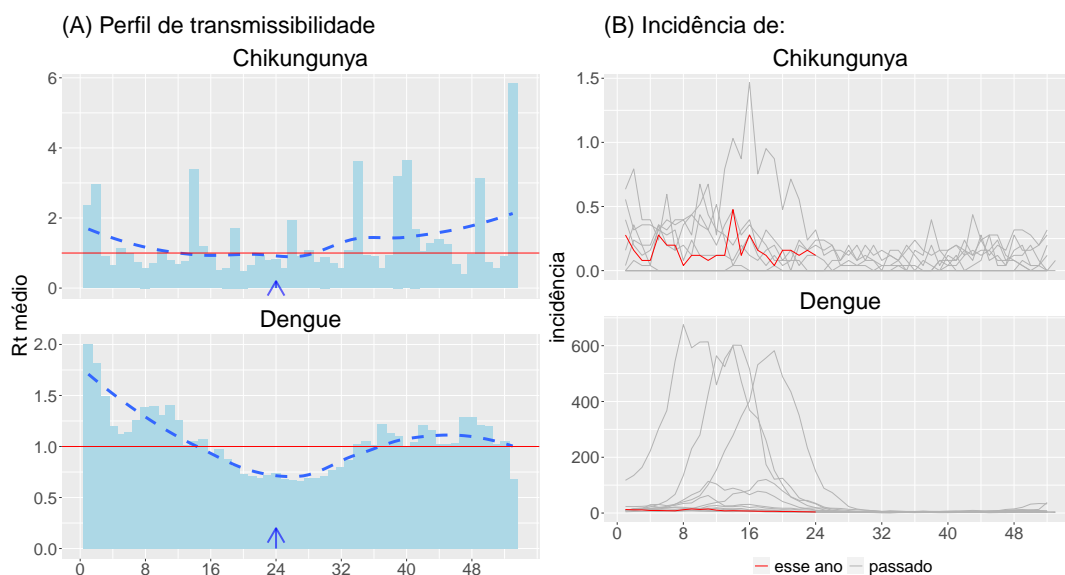 (A) Perfil de transmissibilidade
Chikungunya
6
4
2
0
Dengue
2.0
1.5
1.0
0.5
0.0
0 8 16 24 32 40 48
Rt médio
(B) Incidência de:
Chikungunya
1.5
1.0
0.5
0.0
Dengue
600
400
200
0
0 8 16 24 32 40 48
incidência
esse ano passado